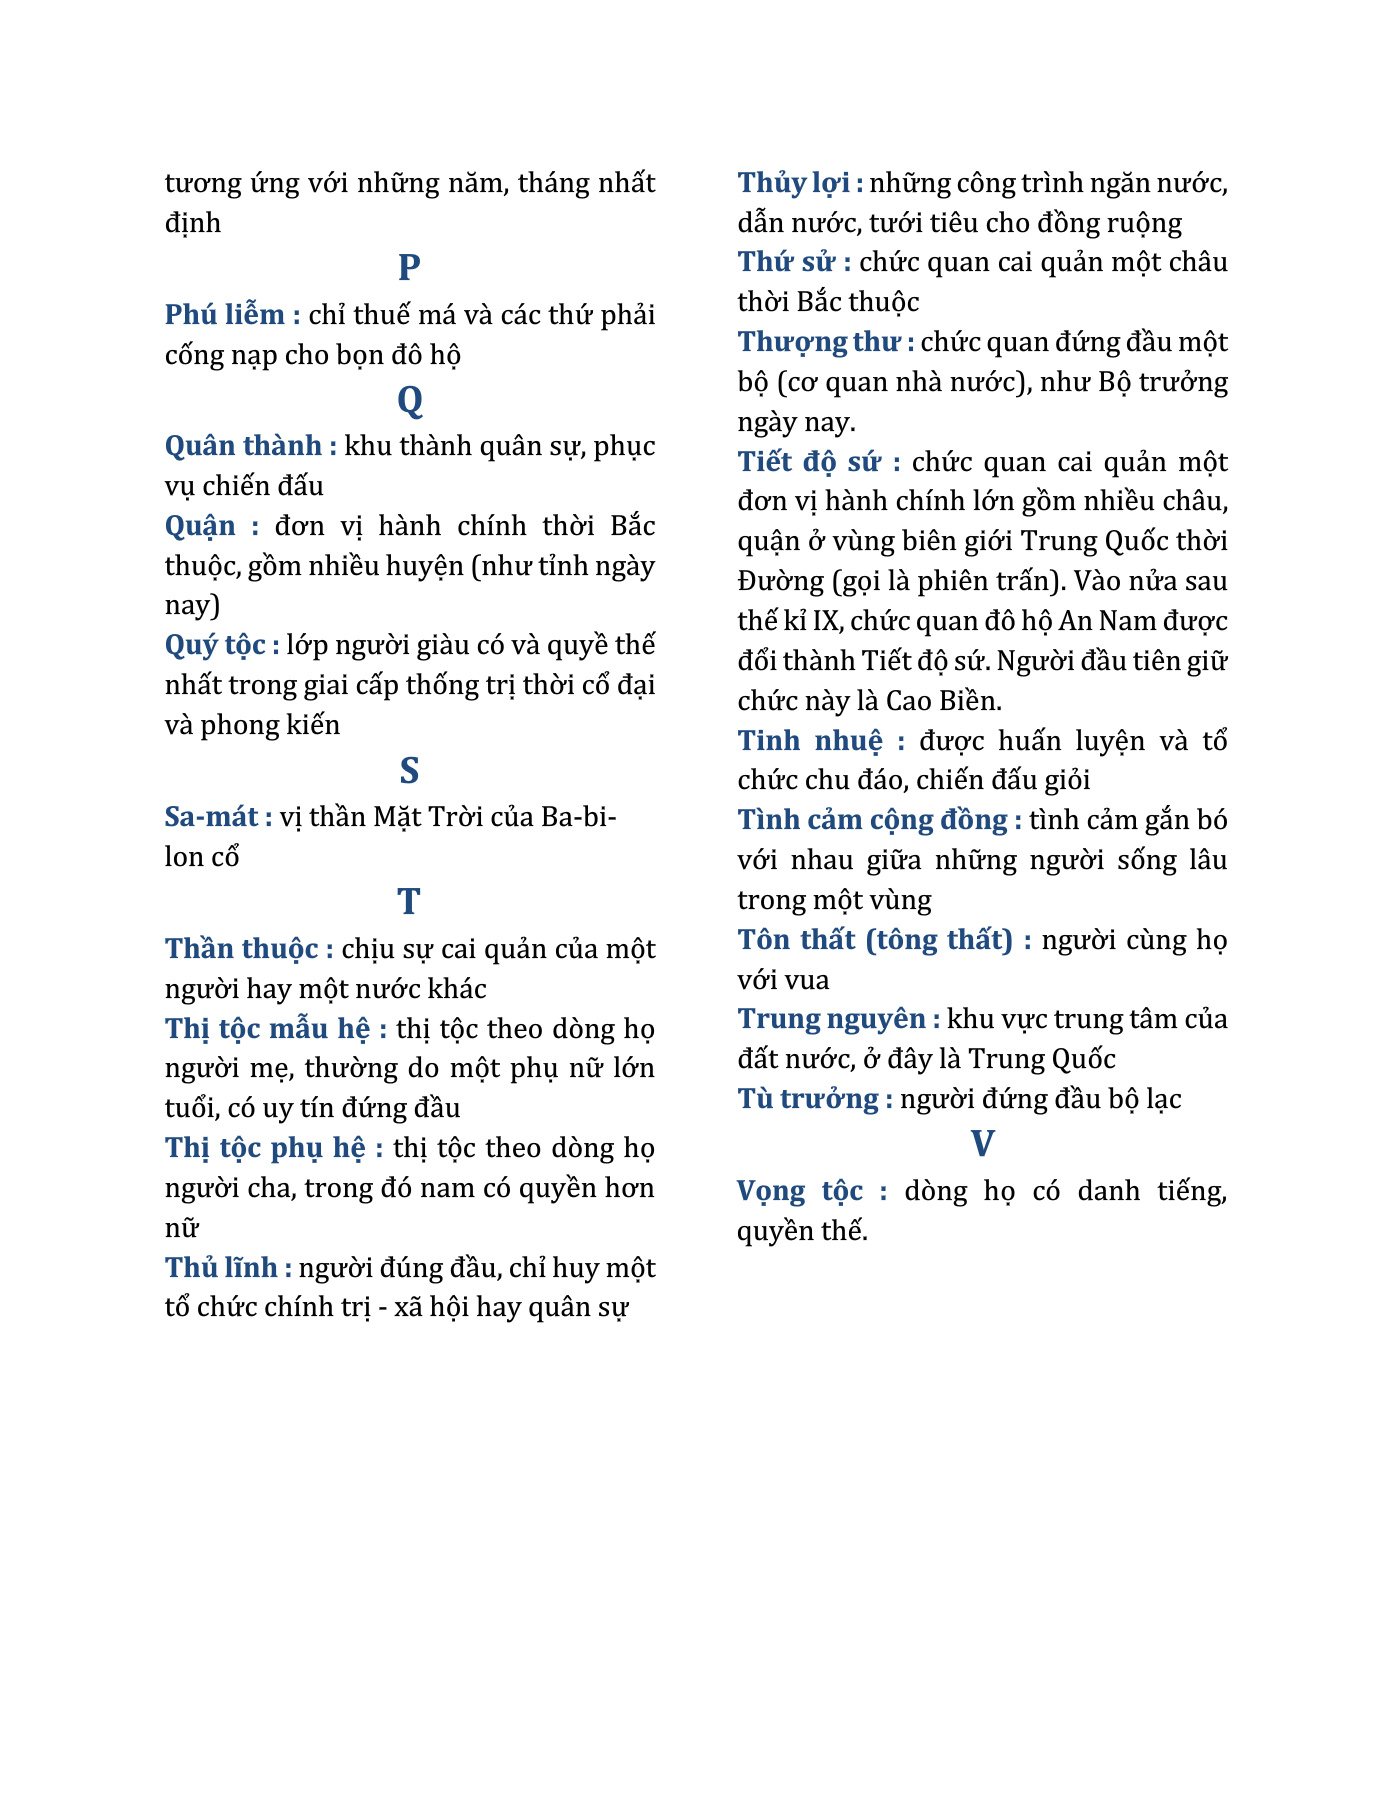 tương ứng với những năm, tháng nhất
định
P
Phú liễm : chỉ thuế má và các thứ phải
cống nạp cho bọn đô hộ
Q
Quân thành : khu thành quân sự, phục
vụ chiến đấu
Quận : đơn vị hành chính thời Bắc
thuộc, gồm nhiều huyện (như tỉnh ngày
nay)
Quý tộc : lớp người giàu có và quyề thế
nhất trong giai cấp thống trị thời cổ đại
và phong kiến
S
Sa-mát : vị thần Mặt Trời của Ba-bi-
lon cổ
T
Thần thuộc : chịu sự cai quản của một
người hay một nước khác
Thị tộc mẫu hệ : thị tộc theo dòng họ
người mẹ, thường do một phụ nữ lớn
tuổi, có uy tín đứng đầu
Thị tộc phụ hệ : thị tộc theo dòng họ
người cha, trong đó nam có quyền hơn
nữ
Thủ lĩnh : người đúng đầu, chỉ huy một
tổ chức chính trị - xã hội hay quân sự
Thủy lợi : những công trình ngăn nước,
dẫn nước, tưới tiêu cho đồng ruộng
Thứ sử : chức quan cai quản một châu
thời Bắc thuộc
Thượng thư : chức quan đứng đầu một
bộ (cơ quan nhà nước), như Bộ trưởng
ngày nay.
Tiết độ sứ : chức quan cai quản một
đơn vị hành chính lớn gồm nhiều châu,
quận ở vùng biên giới Trung Quốc thời
Đường (gọi là phiên trấn). Vào nửa sau
thế kỉ IX, chức quan đô hộ An Nam được
đổi thành Tiết độ sứ. Người đầu tiên giữ
chức này là Cao Biền.
Tinh nhuệ : được huấn luyện và tổ
chức chu đáo, chiến đấu giỏi
Tình cảm cộng đồng : tình cảm gắn bó
với nhau giữa những người sống lâu
trong một vùng
Tôn thất (tông thất) : người cùng họ
với vua
Trung nguyên : khu vực trung tâm của
đất nước, ở đây là Trung Quốc
Tù trưởng : người đứng đầu bộ lạc
V
Vọng tộc : dòng họ có danh tiếng,
quyền thế.